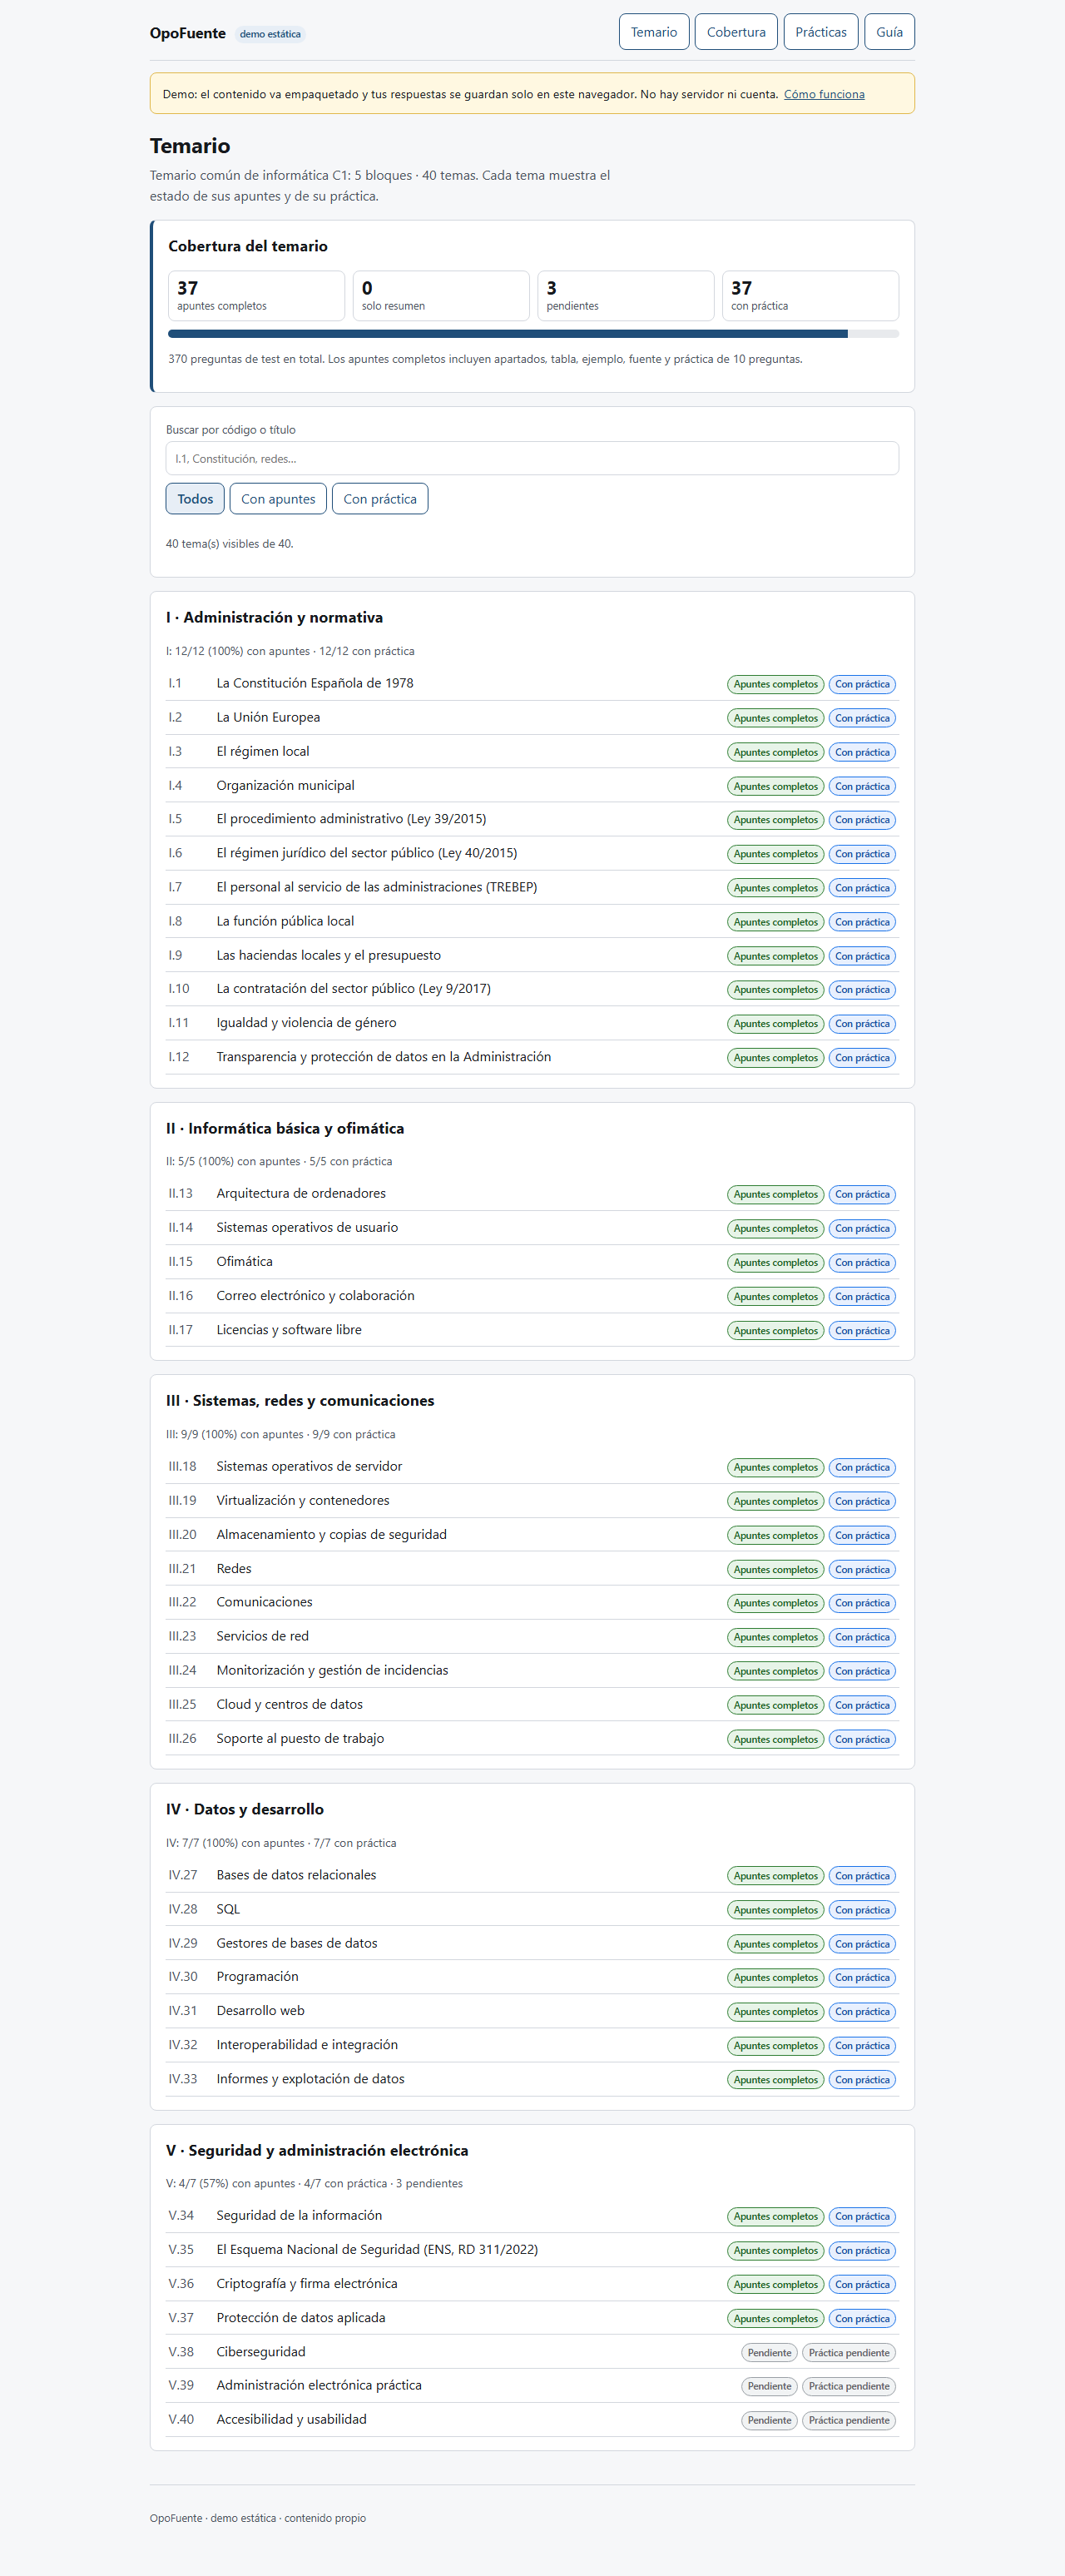 OpoFuente demo estática Temario Cobertura Prácticas Guía
Demo: el contenido va empaquetado y tus respuestas se guardan solo en este navegador. No hay servidor ni cuenta. Cómo funciona
Temario
Temario común de informática C1: 5 bloques · 40 temas. Cada tema muestra el
estado de sus apuntes y de su práctica.
Cobertura del temario
37 0 3 37
apuntes completos solo resumen pendientes con práctica
370 preguntas de test en total. Los apuntes completos incluyen apartados, tabla, ejemplo, fuente y práctica de 10 preguntas.
Buscar por código o título
I.1, Constitución, redes...
Todos Con apuntes Con práctica
40 tema(s) visibles de 40.
I · Administración y normativa
I: 12/12 (100%) con apuntes · 12/12 con práctica
I.1 La Constitución Española de 1978 Apuntes completos Con práctica
I.2 La Unión Europea Apuntes completos Con práctica
I.3 El régimen local Apuntes completos Con práctica
I.4 Organización municipal Apuntes completos Con práctica
I.5 El procedimiento administrativo (Ley 39/2015) Apuntes completos Con práctica
I.6 El régimen jurídico del sector público (Ley 40/2015) Apuntes completos Con práctica
I.7 El personal al servicio de las administraciones (TREBEP) Apuntes completos Con práctica
I.8 La función pública local Apuntes completos Con práctica
I.9 Las haciendas locales y el presupuesto Apuntes completos Con práctica
I.10 La contratación del sector público (Ley 9/2017) Apuntes completos Con práctica
I.11 Igualdad y violencia de género Apuntes completos Con práctica
I.12 Transparencia y protección de datos en la Administración Apuntes completos Con práctica
II · Informática básica y ofimática
II: 5/5 (100%) con apuntes · 5/5 con práctica
II.13 Arquitectura de ordenadores Apuntes completos Con práctica
II.14 Sistemas operativos de usuario Apuntes completos Con práctica
II.15 Ofimática Apuntes completos Con práctica
II.16 Correo electrónico y colaboración Apuntes completos Con práctica
II.17 Licencias y software libre Apuntes completos Con práctica
III · Sistemas, redes y comunicaciones
III: 9/9 (100%) con apuntes · 9/9 con práctica
III.18 Sistemas operativos de servidor Apuntes completos Con práctica
III.19 Virtualización y contenedores Apuntes completos Con práctica
III.20 Almacenamiento y copias de seguridad Apuntes completos Con práctica
III.21 Redes Apuntes completos Con práctica
III.22 Comunicaciones Apuntes completos Con práctica
III.23 Servicios de red Apuntes completos Con práctica
III.24 Monitorización y gestión de incidencias Apuntes completos Con práctica
III.25 Cloud y centros de datos Apuntes completos Con práctica
III.26 Soporte al puesto de trabajo Apuntes completos Con práctica
IV · Datos y desarrollo
IV: 7/7 (100%) con apuntes · 7/7 con práctica
IV.27 Bases de datos relacionales Apuntes completos Con práctica
IV.28 SQL Apuntes completos Con práctica
IV.29 Gestores de bases de datos Apuntes completos Con práctica
IV.30 Programación Apuntes completos Con práctica
IV.31 Desarrollo web Apuntes completos Con práctica
IV.32 Interoperabilidad e integración Apuntes completos Con práctica
IV.33 Informes y explotación de datos Apuntes completos Con práctica
V · Seguridad y administración electrónica
V: 4/7 (57%) con apuntes · 4/7 con práctica · 3 pendientes
V.34 Seguridad de la información Apuntes completos Con práctica
V.35 El Esquema Nacional de Seguridad (ENS, RD 311/2022) Apuntes completos Con práctica
V.36 Criptografía y firma electrónica Apuntes completos Con práctica
V.37 Protección de datos aplicada Apuntes completos Con práctica
V.38 Ciberseguridad Pendiente Práctica pendiente
V.39 Administración electrónica práctica Pendiente Práctica pendiente
V.40 Accesibilidad y usabilidad Pendiente Práctica pendiente
OpoFuente · demo estática · contenido propio